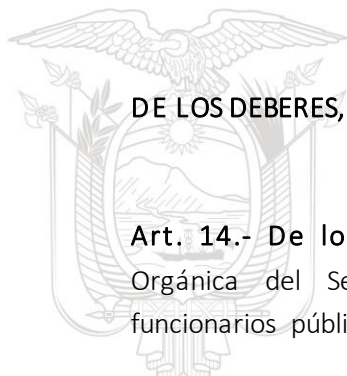 DE LOS DEBERES,
Art. 14.- De lo
Orgánica del Se
funcionarios públi